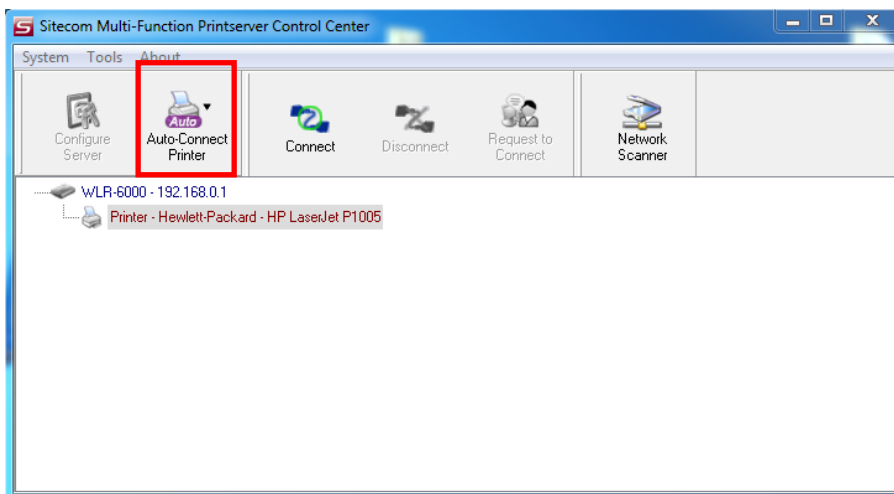 Sitecom Multi-Function Printserver Control Center
System Tools About
Configure Server
Auto
Auto-Connect Printer
Connect
Disconnect
Request to Connect
Network Scanner
WLR-6000 - 192.168.0.1
Printer - Hewlett-Packard - HP LaserJet P1005